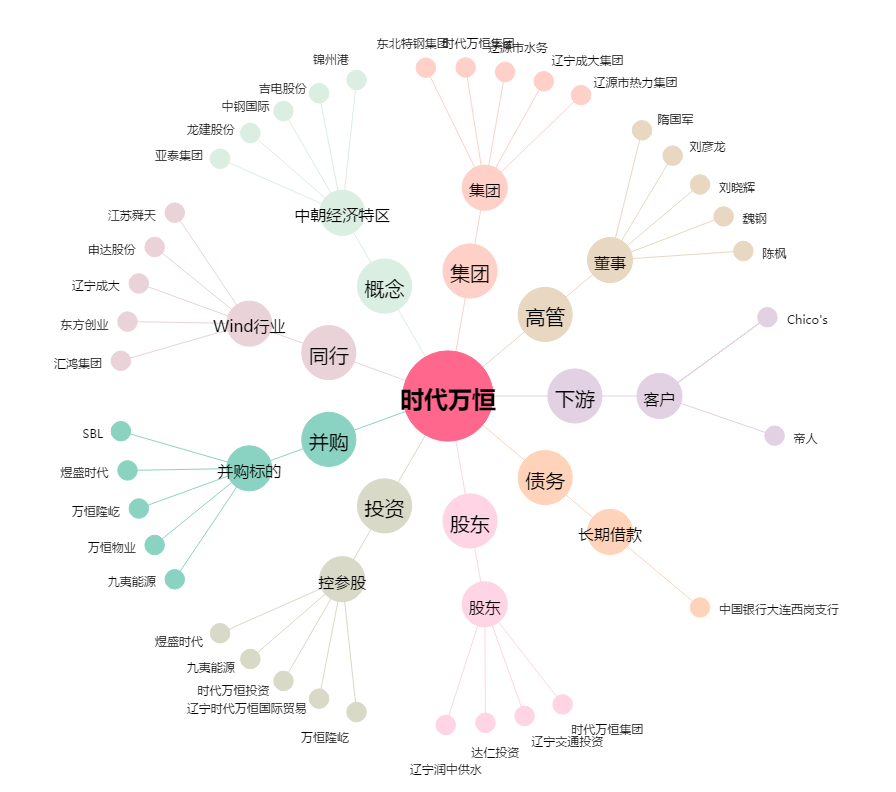 时代万恒
集团
集团
东北特钢集团
时代万恒集团
辽源市水务
辽宁成大集团
辽源市热力集团
高管
董事
隋国军
刘彦龙
刘晓辉
魏钢
陈枫
下游
客户
Chico's
帝人
债务
长期借款
中国银行大连西岗支行
股东
股东
时代万恒集团
辽宁交通投资
达仁投资
辽宁润中供水
投资
控参股
万恒隆屹
辽宁时代万恒国际贸易
时代万恒投资
九夷能源
煜盛时代
并购
并购标的
九夷能源
万恒物业
万恒隆屹
煜盛时代
SBL
同行
Wind行业
汇鸿集团
东方创业
辽宁成大
申达股份
江苏舜天
概念
中朝经济特区
亚泰集团
龙建股份
中钢国际
吉电股份
锦州港